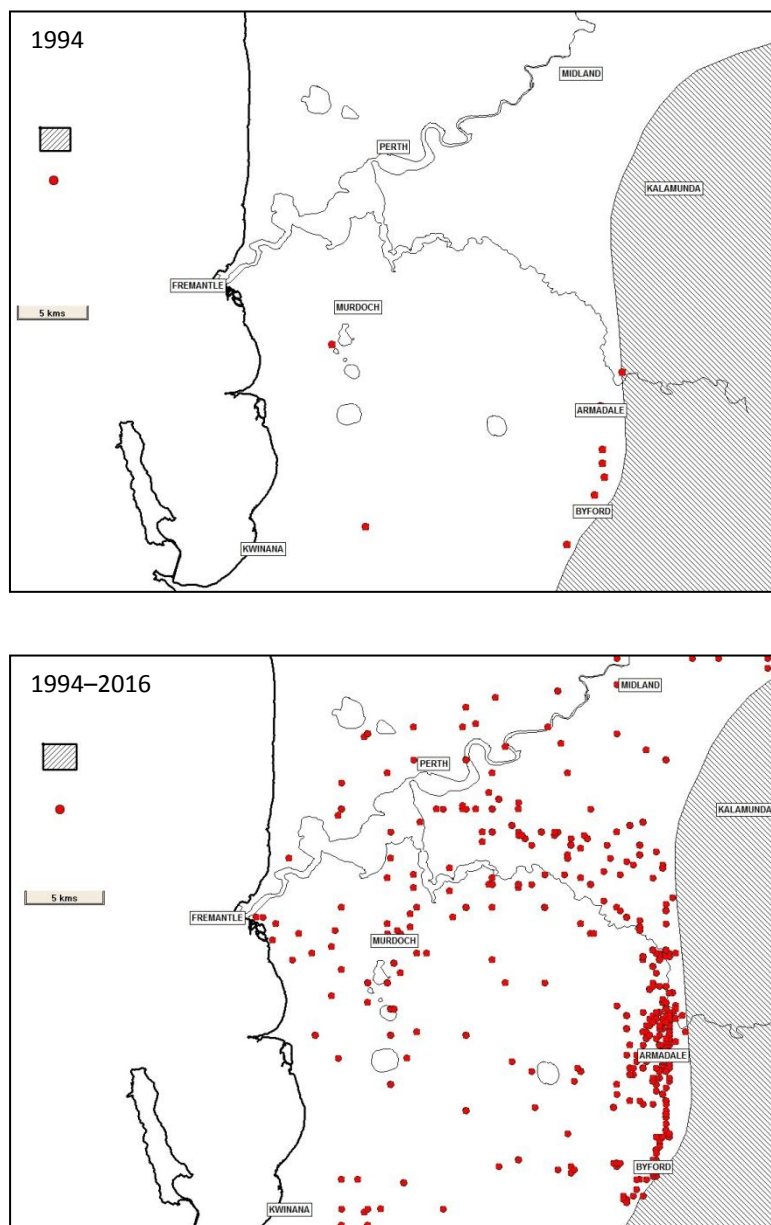 1994
MIDLAND
PERTH
KALAMUNDA
FREMANTLE
MURDOCH
5 kms
ARMADALE
BYFORD
KWINANA
1994–2016
MIDLAND
PERTH
KALAMUNDA
5 kms
FREMANTLE
MURDOCH
ARMADALE
BYFORD
KWINANA